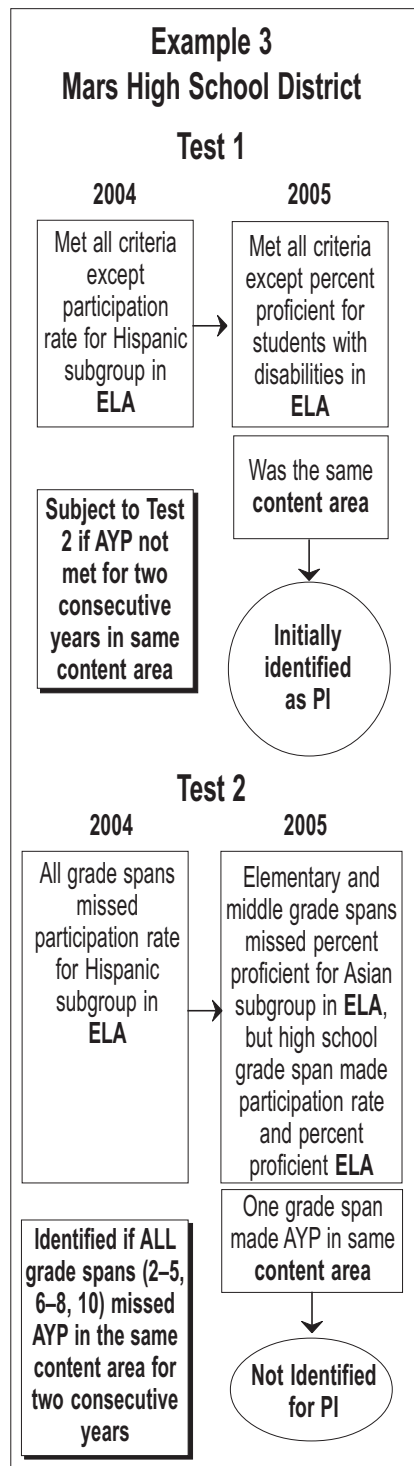 Example 3
Mars High School District
Test 1
2004
2005
Met all criteria
except
participation
rate for Hispanic
subgroup in
ELA
Met all criteria
except percent
proficient for
students with
disabilities in
ELA
Was the same
content area
Subject to Test
2 if AYP not
met for two
consecutive
years in same
content area
Initially
identified
as PI
Test 2
2004
2005
All grade spans
missed
participation rate
for Hispanic
subgroup in
ELA
Elementary and
middle grade spans
missed percent
proficient for Asian
subgroup in ELA,
but high school
grade span made
participation rate
and percent
proficient ELA
One grade span
made AYP in same
content area
Identified if ALL
grade spans (2–5,
6–8, 10) missed
AYP in the same
content area for
two consecutive
years
Not Identified
for PI